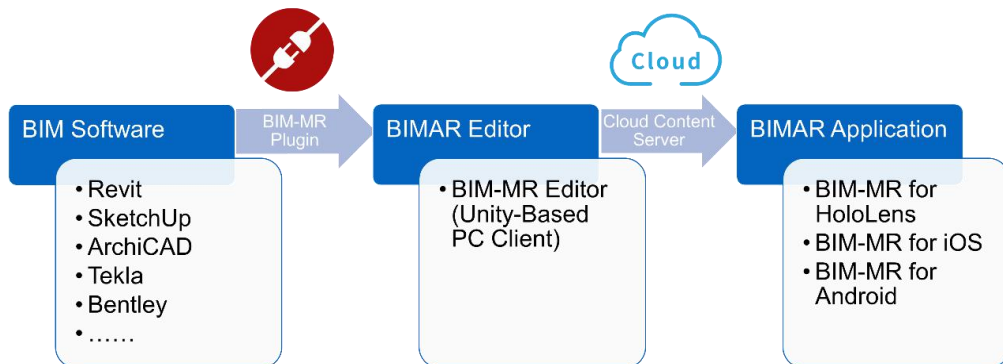 Cloud
BIM Software
BIM-MR
Plugin
BIMAR Editor
Cloud Content
Server
BIMAR Application
• Revit
• SketchUp
• ArchiCAD
• Tekla
• Bentley
• ……
• BIM-MR Editor
(Unity-Based
PC Client)
• BIM-MR for
HoloLens
• BIM-MR for iOS
• BIM-MR for
Android